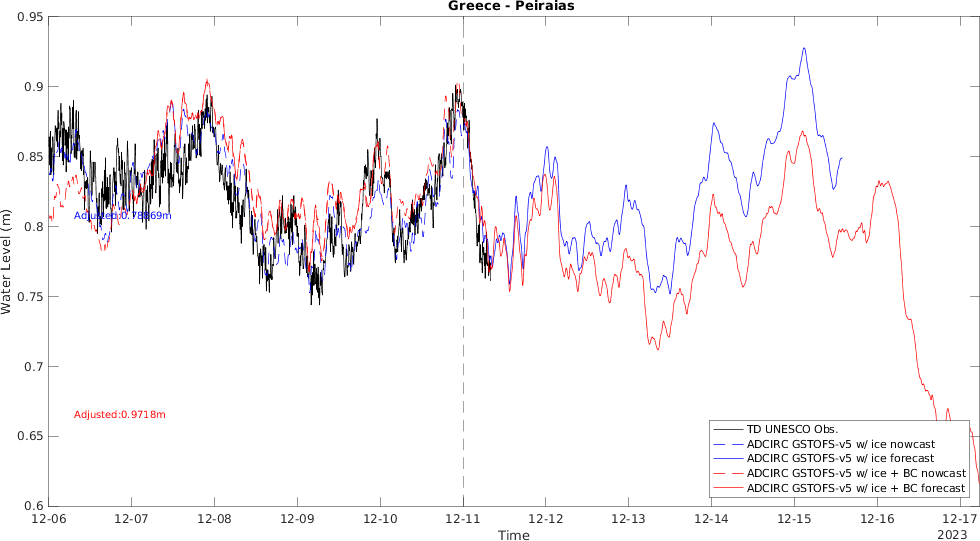 Greece - Peiraias
Water Level (m)
0.95
0.9
0.85
0.8
0.75
0.7
0.65
0.6
Adjusted:0.78869m
Adjusted:0.9718m
TD UNESCO Obs.
ADCIRC GSTOFS-v5 w/ ice nowcast
ADCIRC GSTOFS-v5 w/ ice forecast
ADCIRC GSTOFS-v5 w/ ice + BC nowcast
ADCIRC GSTOFS-v5 w/ ice + BC forecast
12-06 12-07 12-08 12-09 12-10 12-11 12-12 12-13 12-14 12-15 12-16 12-17
Time
2023